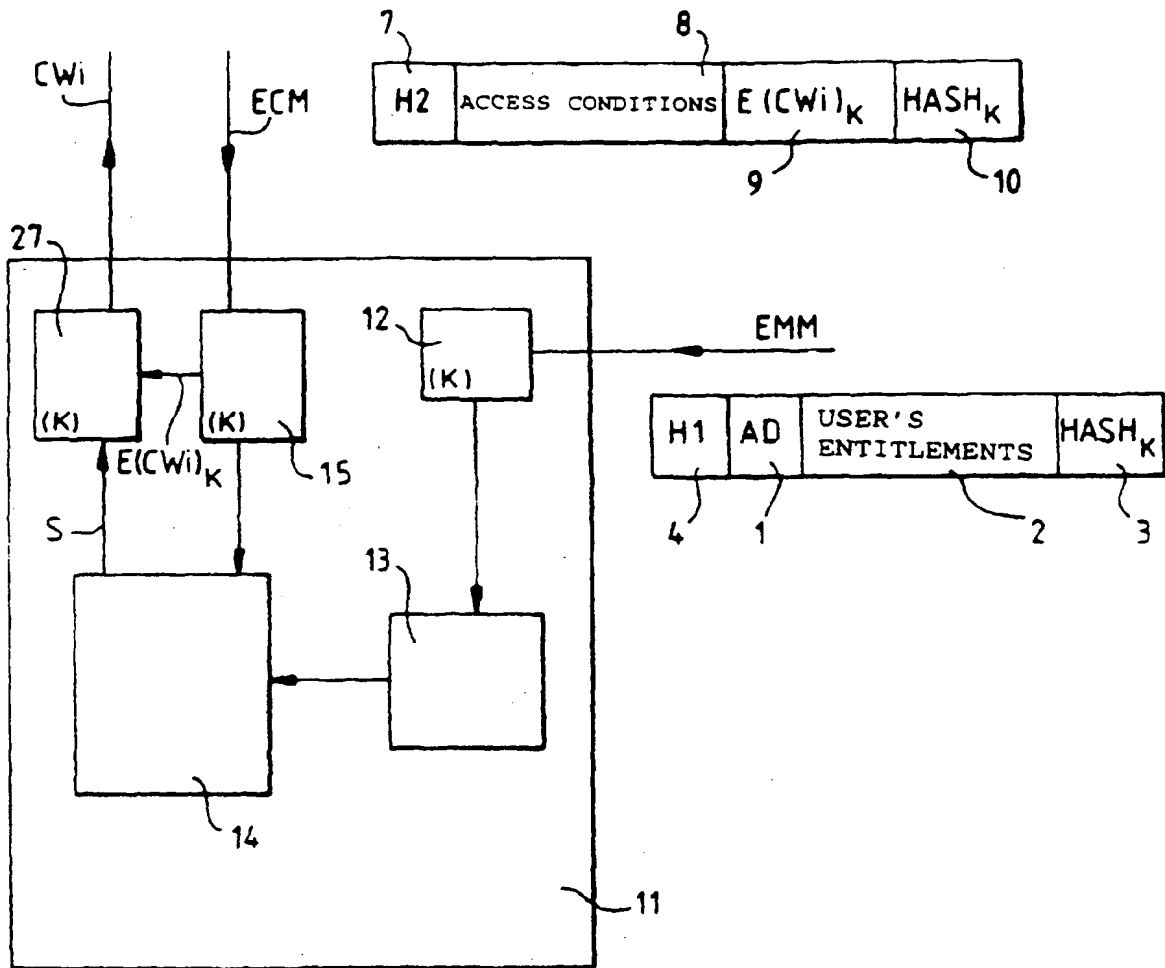 7
8
H2 ACCESS CONDITIONS E(CWi)K HASHK
9
10
CWi
ECM
27
(K)
(K)
E(CWi)K
15
12
(K)
EMM
H1 AD USER'S ENTITLEMENTS HASHK
4
1
2
3
S
13
14
11